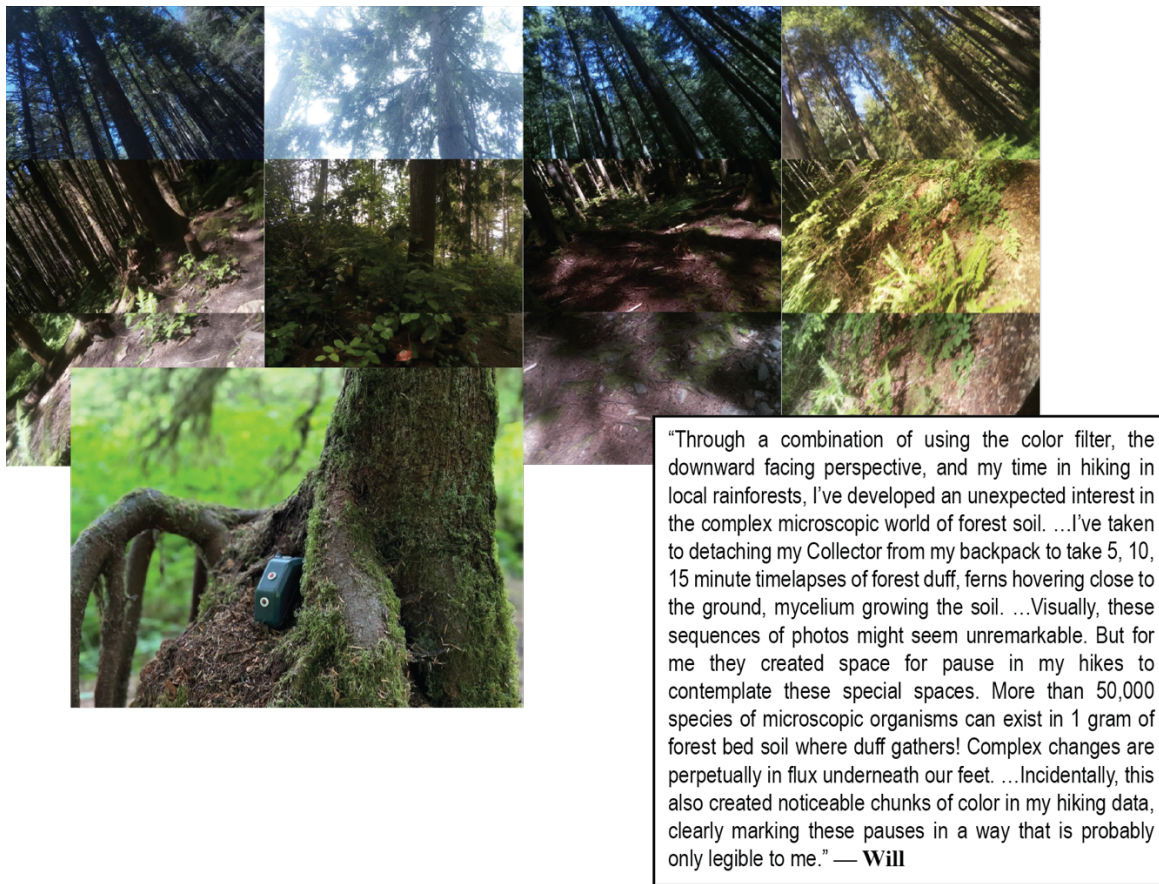 “Through a combination of using the color filter, the
downward facing perspective, and my time in hiking in
local rainforests, I’ve developed an unexpected interest in
the complex microscopic world of forest soil. …I’ve taken
to detaching my Collector from my backpack to take 5, 10,
15 minute timelapses of forest duff, ferns hovering close to
the ground, mycelium growing the soil. …Visually, these
sequences of photos might seem unremarkable. But for
me they created space for pause in my hikes to
contemplate these special spaces. More than 50,000
species of microscopic organisms can exist in 1 gram of
forest bed soil where duff gathers! Complex changes are
perpetually in flux underneath our feet. …Incidentally, this
also created noticeable chunks of color in my hiking data,
clearly marking these pauses in a way that is probably
only legible to me.” — Will